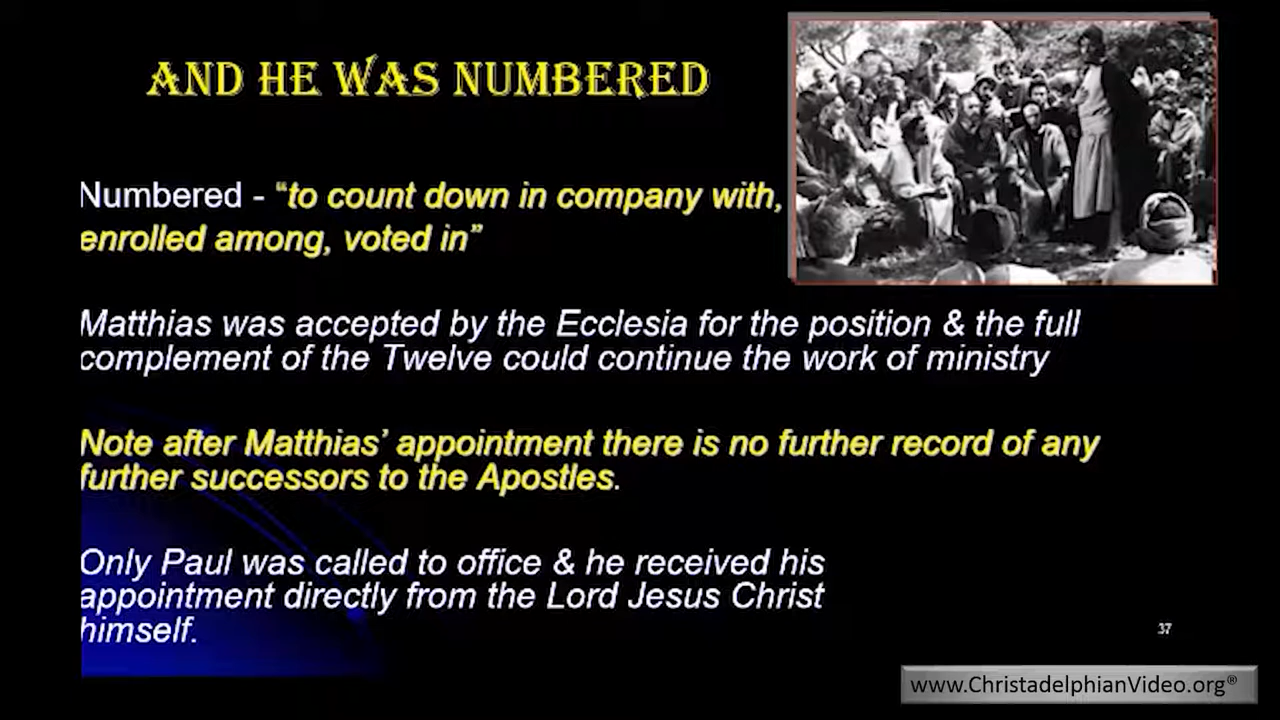 AND HE WAS NUMBERED
Numbered - “to count down in company with,
enrolled among, voted in”
Matthias was accepted by the Ecclesia for the position & the full
complement of the Twelve could continue the work of ministry
Note after Matthias’ appointment there is no further record of any
further successors to the Apostles.
Only Paul was called to office & he received his
appointment directly from the Lord Jesus Christ
himself.
37
www.ChristadelphianVideo.org®